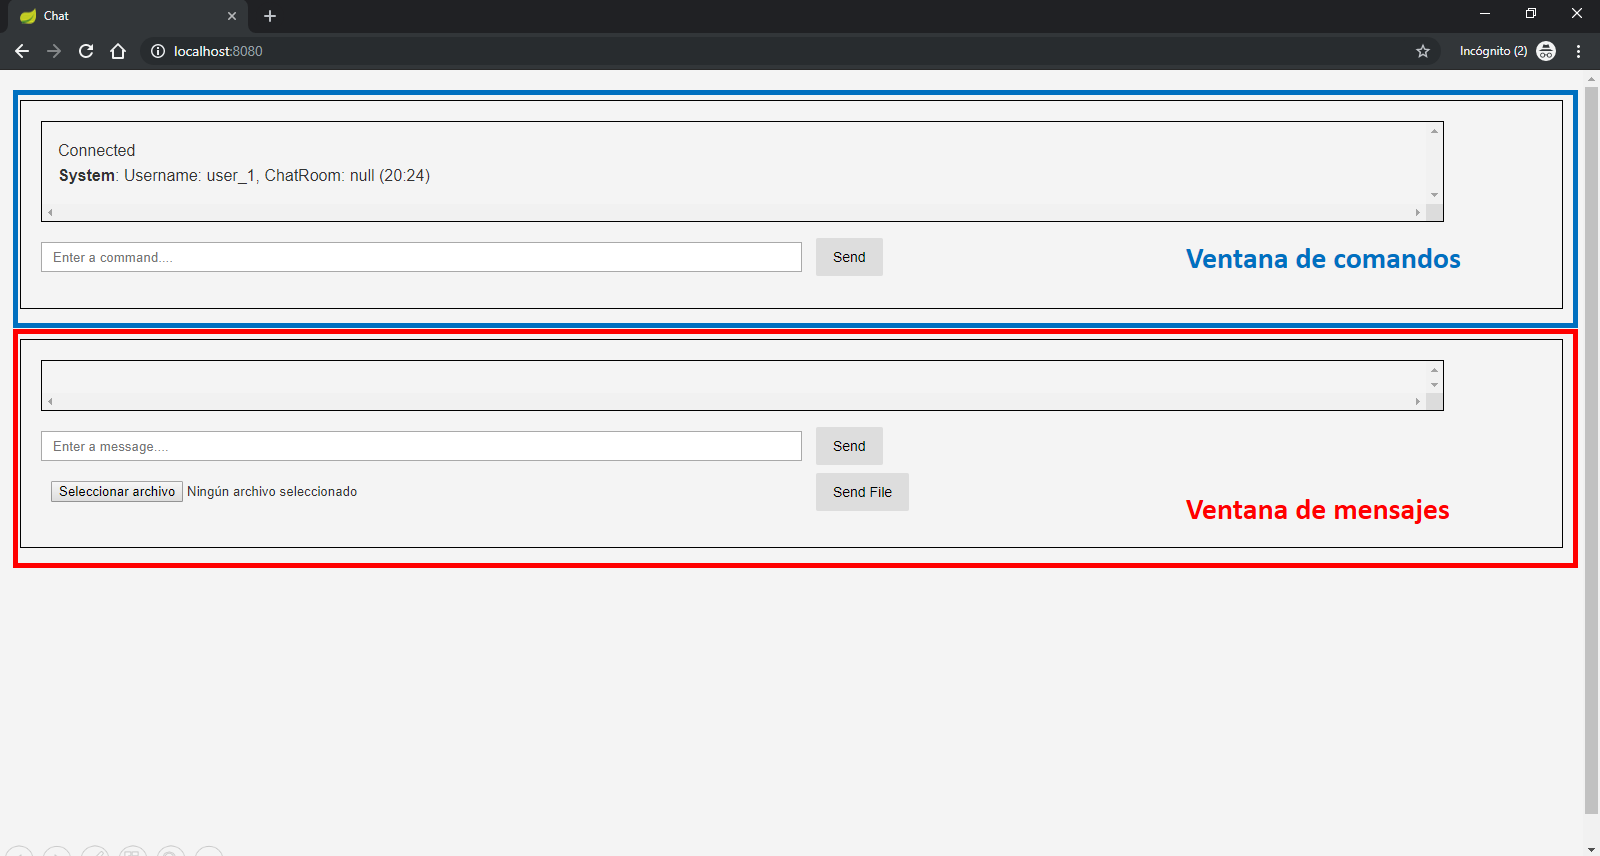 Chat
localhost:8080
Incógnito (2)
Connected
System: Username: user_1, ChatRoom: null (20:24)
Enter a command....
Send
Ventana de comandos
Enter a message....
Send
Seleccionar archivo Ningún archivo seleccionado
Send File
Ventana de mensajes